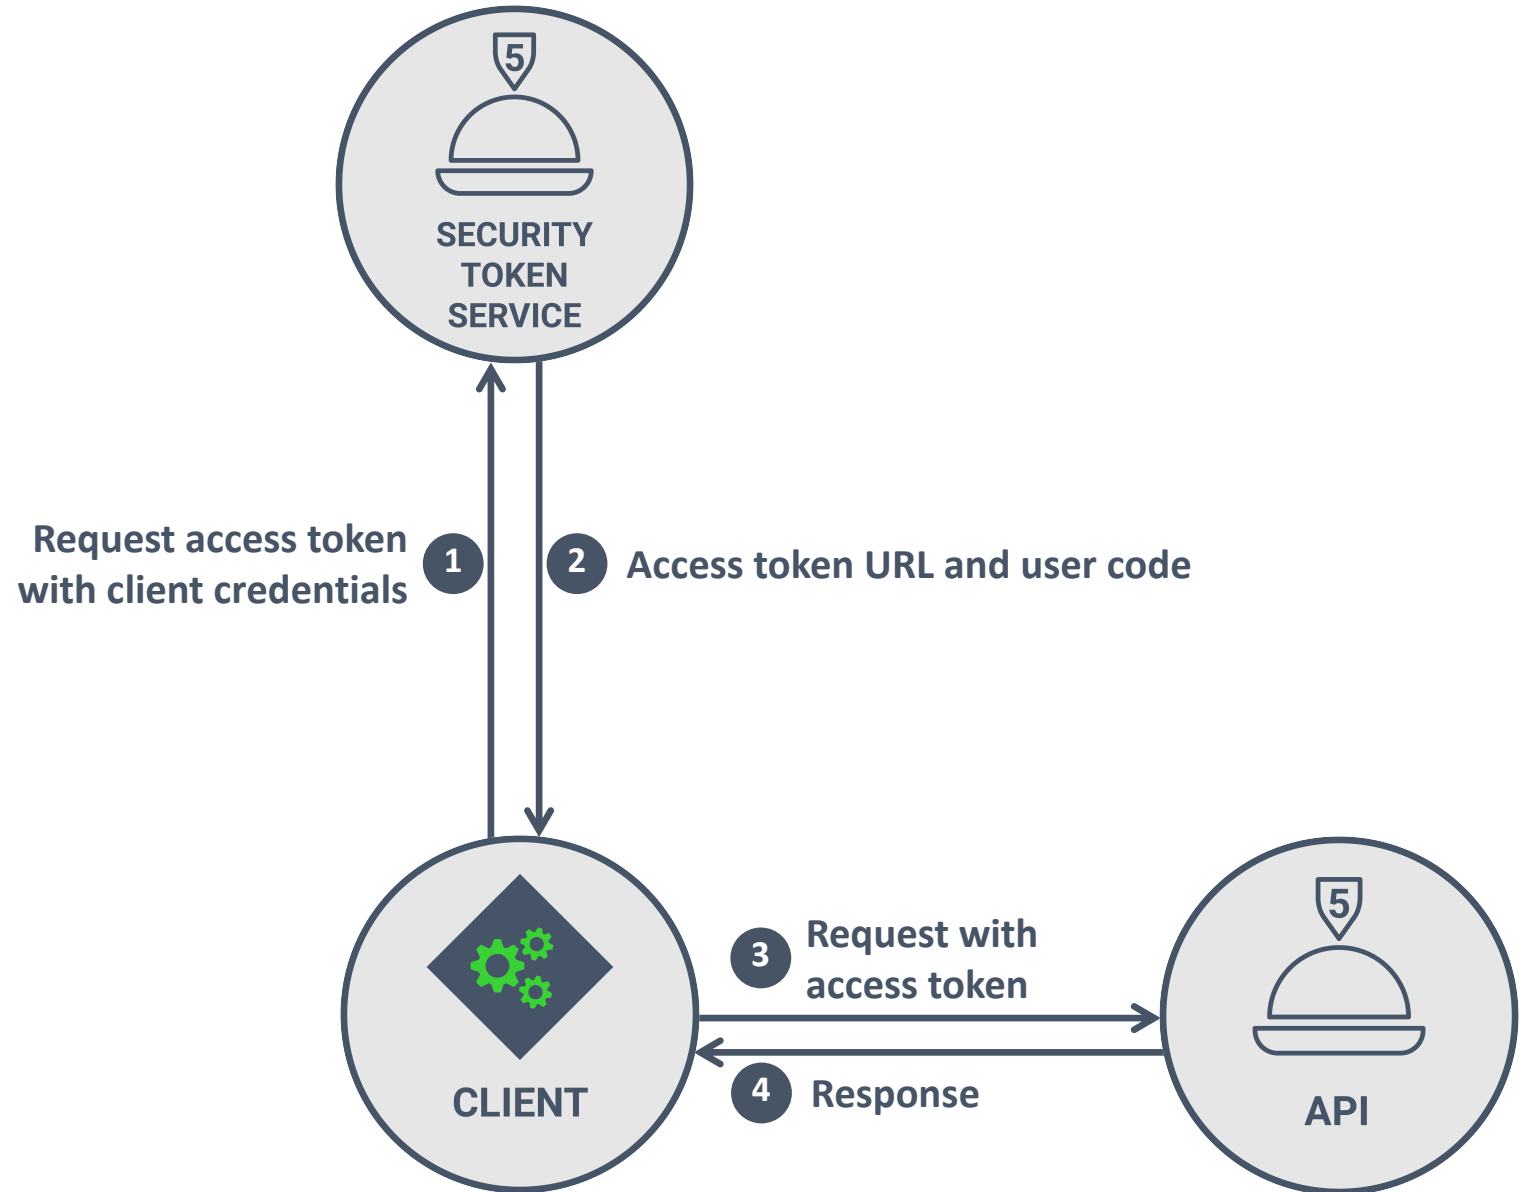 5
SECURITY
TOKEN
SERVICE
Request access token
with client credentials
1
2
Access token URL and user code
3
Request with
access token
4
Response
CLIENT
5
API